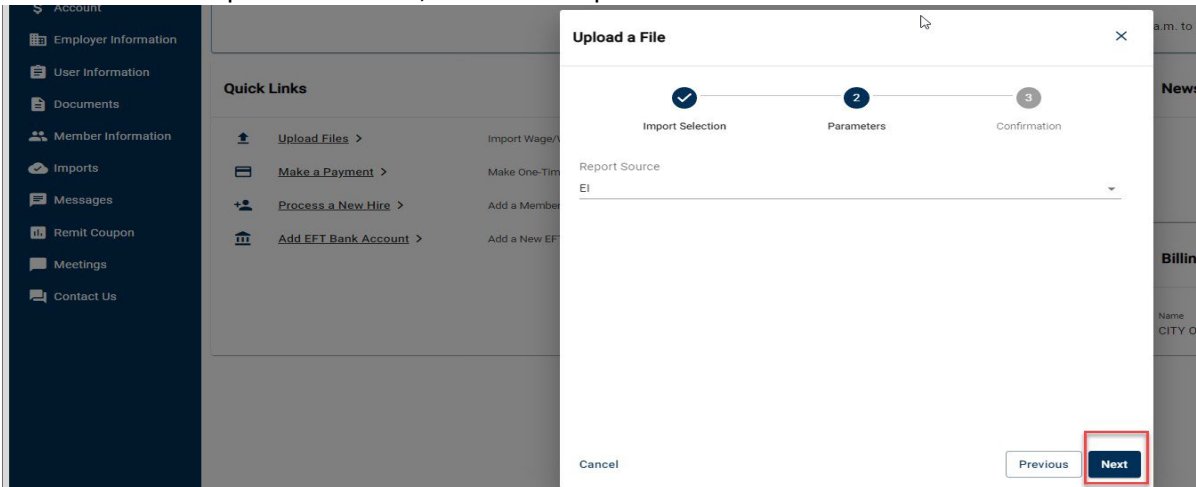 Account
Employer Information
User Information
Documents
Member Information
Imports
Messages
Remit Coupon
Meetings
Contact Us
Quick Links
Upload Files >
Import Wage/
Make a Payment >
Make One-Tim
Process a New Hire >
Add a Member
Add EFT Bank Account >
Add a New EF
Upload a File
2
3
Import Selection
Parameters
Confirmation
Report Source
EI
Cancel
Previous
Next
a.m. to
News
Billin
Name
CITY O